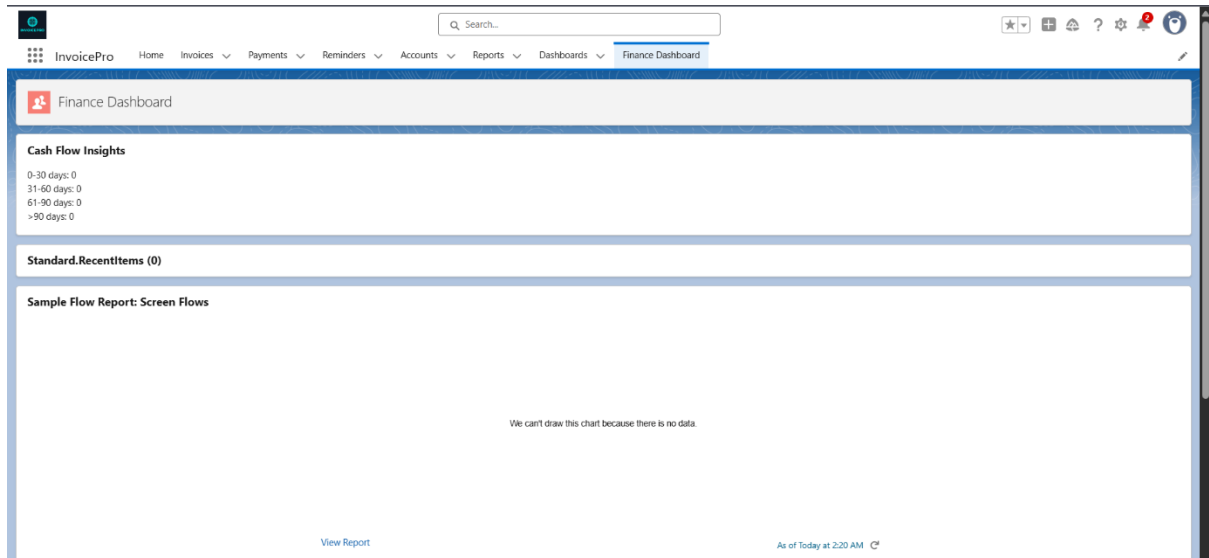 INVOICEPRO
Search...
2
InvoicePro Home Invoices Payments Reminders Accounts Reports Dashboards Finance Dashboard
Finance Dashboard
Cash Flow Insights
0-30 days: 0
31-60 days: 0
61-90 days: 0
>90 days: 0
Standard.RecentItems (0)
Sample Flow Report: Screen Flows
We can't draw this chart because there is no data.
View Report As of Today at 2:20 AM